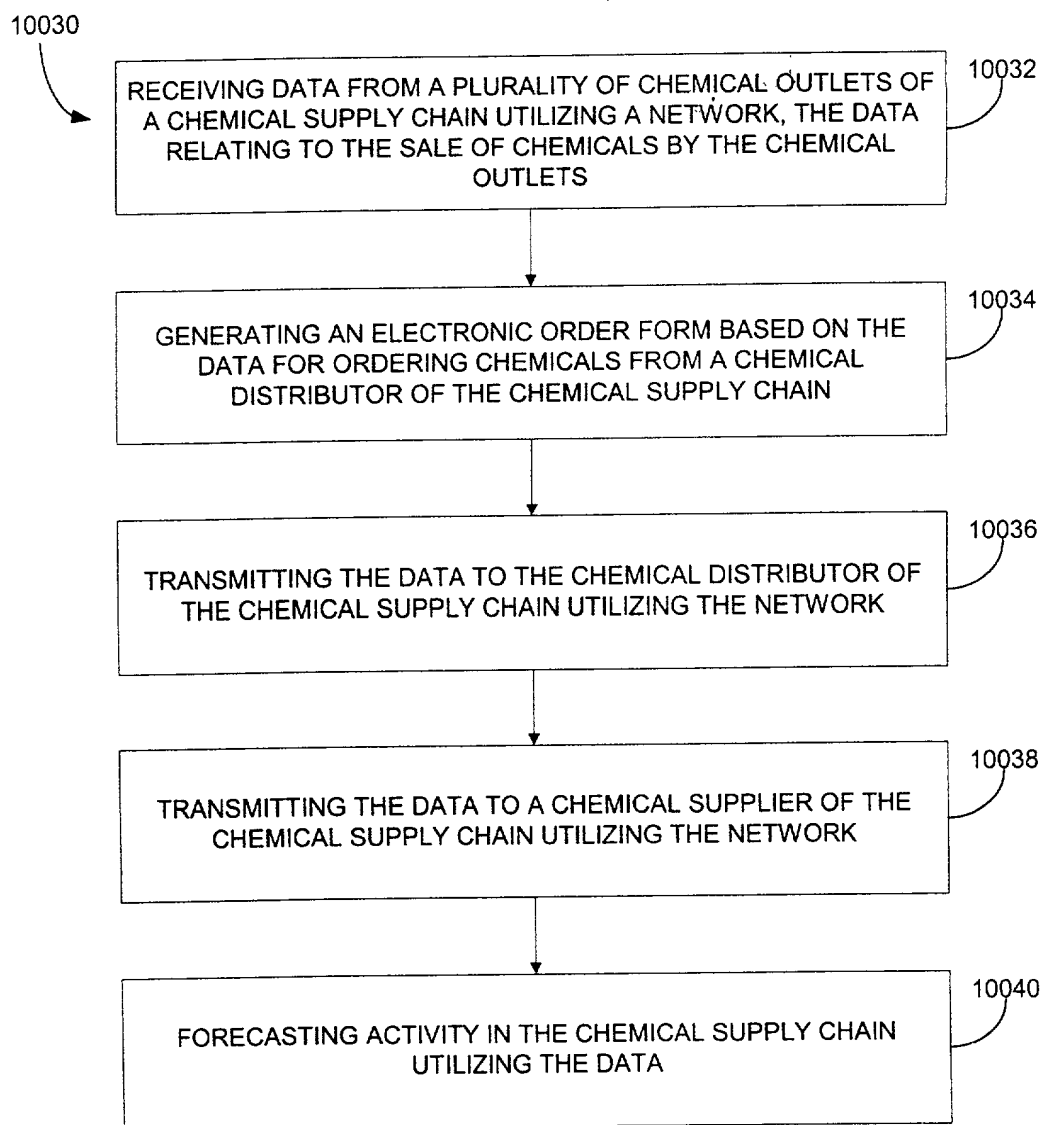 10030
RECEIVING DATA FROM A PLURALITY OF CHEMICAL OUTLETS OF
A CHEMICAL SUPPLY CHAIN UTILIZING A NETWORK, THE DATA
RELATING TO THE SALE OF CHEMICALS BY THE CHEMICAL
OUTLETS
10032
GENERATING AN ELECTRONIC ORDER FORM BASED ON THE
DATA FOR ORDERING CHEMICALS FROM A CHEMICAL
DISTRIBUTOR OF THE CHEMICAL SUPPLY CHAIN
10034
TRANSMITTING THE DATA TO THE CHEMICAL DISTRIBUTOR OF
THE CHEMICAL SUPPLY CHAIN UTILIZING THE NETWORK
10036
TRANSMITTING THE DATA TO A CHEMICAL SUPPLIER OF THE
CHEMICAL SUPPLY CHAIN UTILIZING THE NETWORK
10038
FORECASTING ACTIVITY IN THE CHEMICAL SUPPLY CHAIN
UTILIZING THE DATA
10040